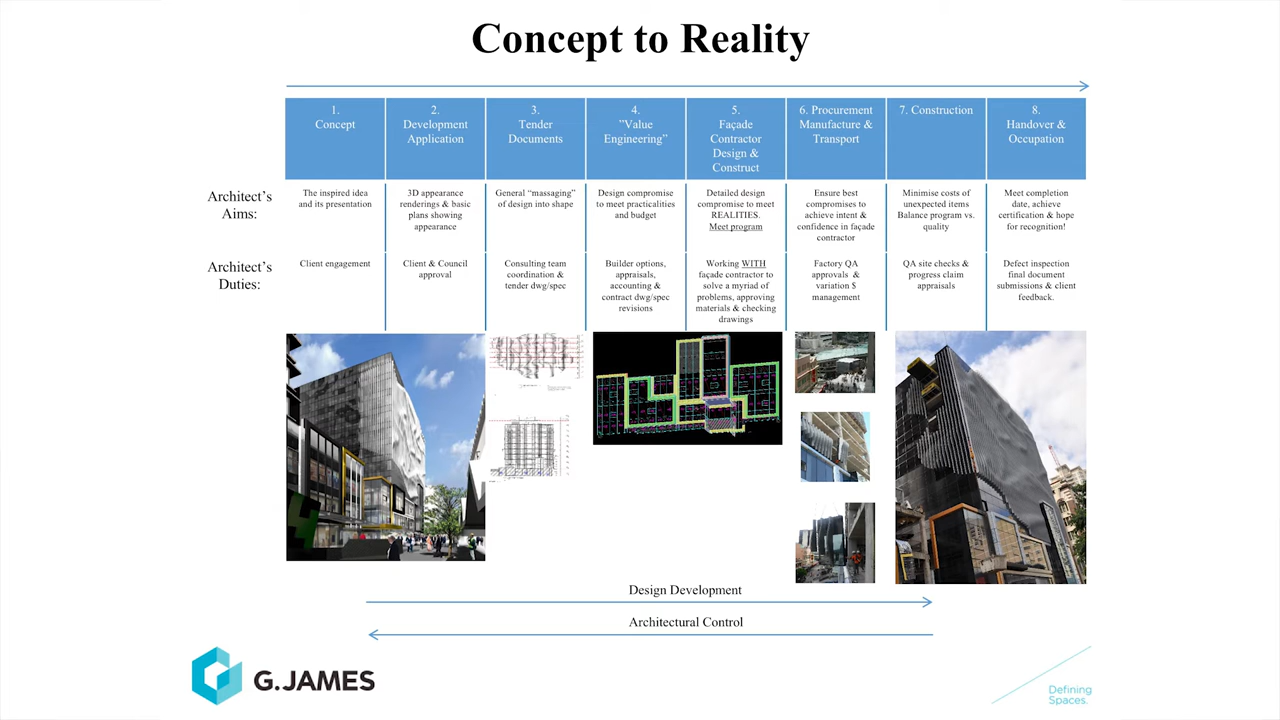 Concept to Reality
1.
Concept
2.
Development
Application
3.
Tender
Documents
4.
”Value
Engineering”
5.
Façade
Contractor
Design &
Construct
6. Procurement
Manufacture &
Transport
7. Construction
8.
Handover &
Occupation
Architect’s
Aims:
The inspired idea
and its presentation
3D appearance
renderings & basic
plans showing
appearance
General “massaging”
of design into shape
Design compromise
to meet practicalities
and budget
Detailed design
compromise to meet
REALITIES.
Meet program
Ensure best
compromises to
achieve intent &
confidence in façade
contractor
Minimise costs of
unexpected items
Balance program vs.
quality
Meet completion
date, achieve
certification & hope
for recognition!
Architect’s
Duties:
Client engagement
Client & Council
approval
Consulting team
coordination &
tender dwg/spec
Builder options,
appraisals,
accounting &
contract dwg/spec
revisions
Working WITH
façade contractor to
solve a myriad of
problems, approving
materials & checking
drawings
Factory QA
approvals &
variation $
management
QA site checks &
progress claim
appraisals
Defect inspection
final document
submissions & client
feedback.
Design Development
Architectural Control
G.JAMES
Defining
Spaces.